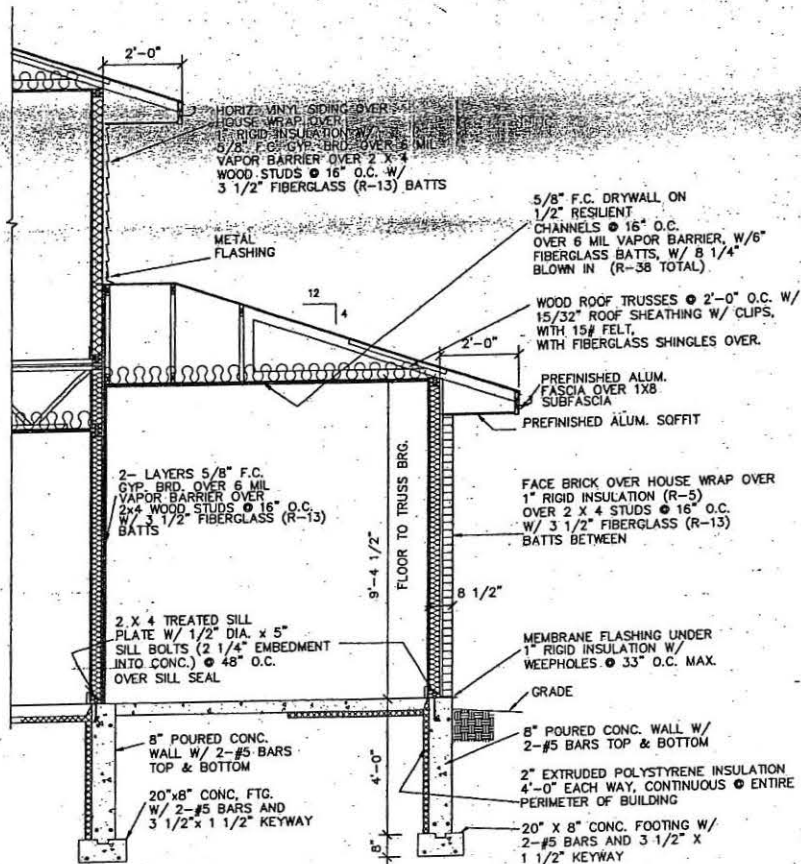 2'-0"
HORIZ. VINYL SIDING OVER
HOUSE WRAP OVER
1" RIGID INSULATION W/
5/8" F.C. GYP. BRD. OVER 6 MIL
VAPOR BARRIER OVER 2 X 4
WOOD STUDS @ 16" O.C. W/
3 1/2" FIBERGLASS (R-13) BATTS
METAL
FLASHING
5/8" F.C. DRYWALL ON
1/2" RESILIENT
CHANNELS @ 16" O.C.
OVER 6 MIL VAPOR BARRIER, W/6"
FIBERGLASS BATTS, W/ 8 1/4"
BLOWN IN (R-38 TOTAL)
12
4
WOOD ROOF TRUSSES @ 2'-0" O.C. W/
15/32" ROOF SHEATHING W/ CLIPS,
WITH 15# FELT,
WITH FIBERGLASS SHINGLES OVER.
2'-0"
PREFINISHED ALUM.
FASCIA OVER 1X8
SUBFASCIA
PREFINISHED ALUM. SOFFIT
2- LAYERS 5/8" F.C.
GYP. BRD. OVER 6 MIL
VAPOR BARRIER OVER
2x4 WOOD STUDS @ 16" O.C.
W/ 3 1/2" FIBERGLASS (R-13)
BATTS
9'-4 1/2"
FLOOR TO TRUSS BRG.
FACE BRICK OVER HOUSE WRAP OVER
1" RIGID INSULATION (R-5)
OVER 2 X 4 STUDS @ 16" O.C.
W/ 3 1/2" FIBERGLASS (R-13)
BATTS BETWEEN
8 1/2"
2 X 4 TREATED SILL
PLATE W/ 1/2" DIA. x 5"
SILL BOLTS (2 1/4" EMBEDMENT
INTO CONC.) @ 48" O.C.
OVER SILL SEAL
MEMBRANE FLASHING UNDER
1" RIGID INSULATION W/
WEEPHOLES @ 33" O.C. MAX.
GRADE
8" POURED CONC.
WALL W/ 2-#5 BARS
TOP & BOTTOM
4'-0"
8" POURED CONC. WALL W/
2-#5 BARS TOP & BOTTOM
2" EXTRUDED POLYSTYRENE INSULATION
4'-0" EACH WAY, CONTINUOUS @ ENTIRE
PERIMETER OF BUILDING
20"x8" CONC. FTG.
W/ 2-#5 BARS AND
3 1/2"x 1 1/2" KEYWAY
8"
20" X 8" CONC. FOOTING W/
2-#5 BARS AND 3 1/2" X
1 1/2" KEYWAY